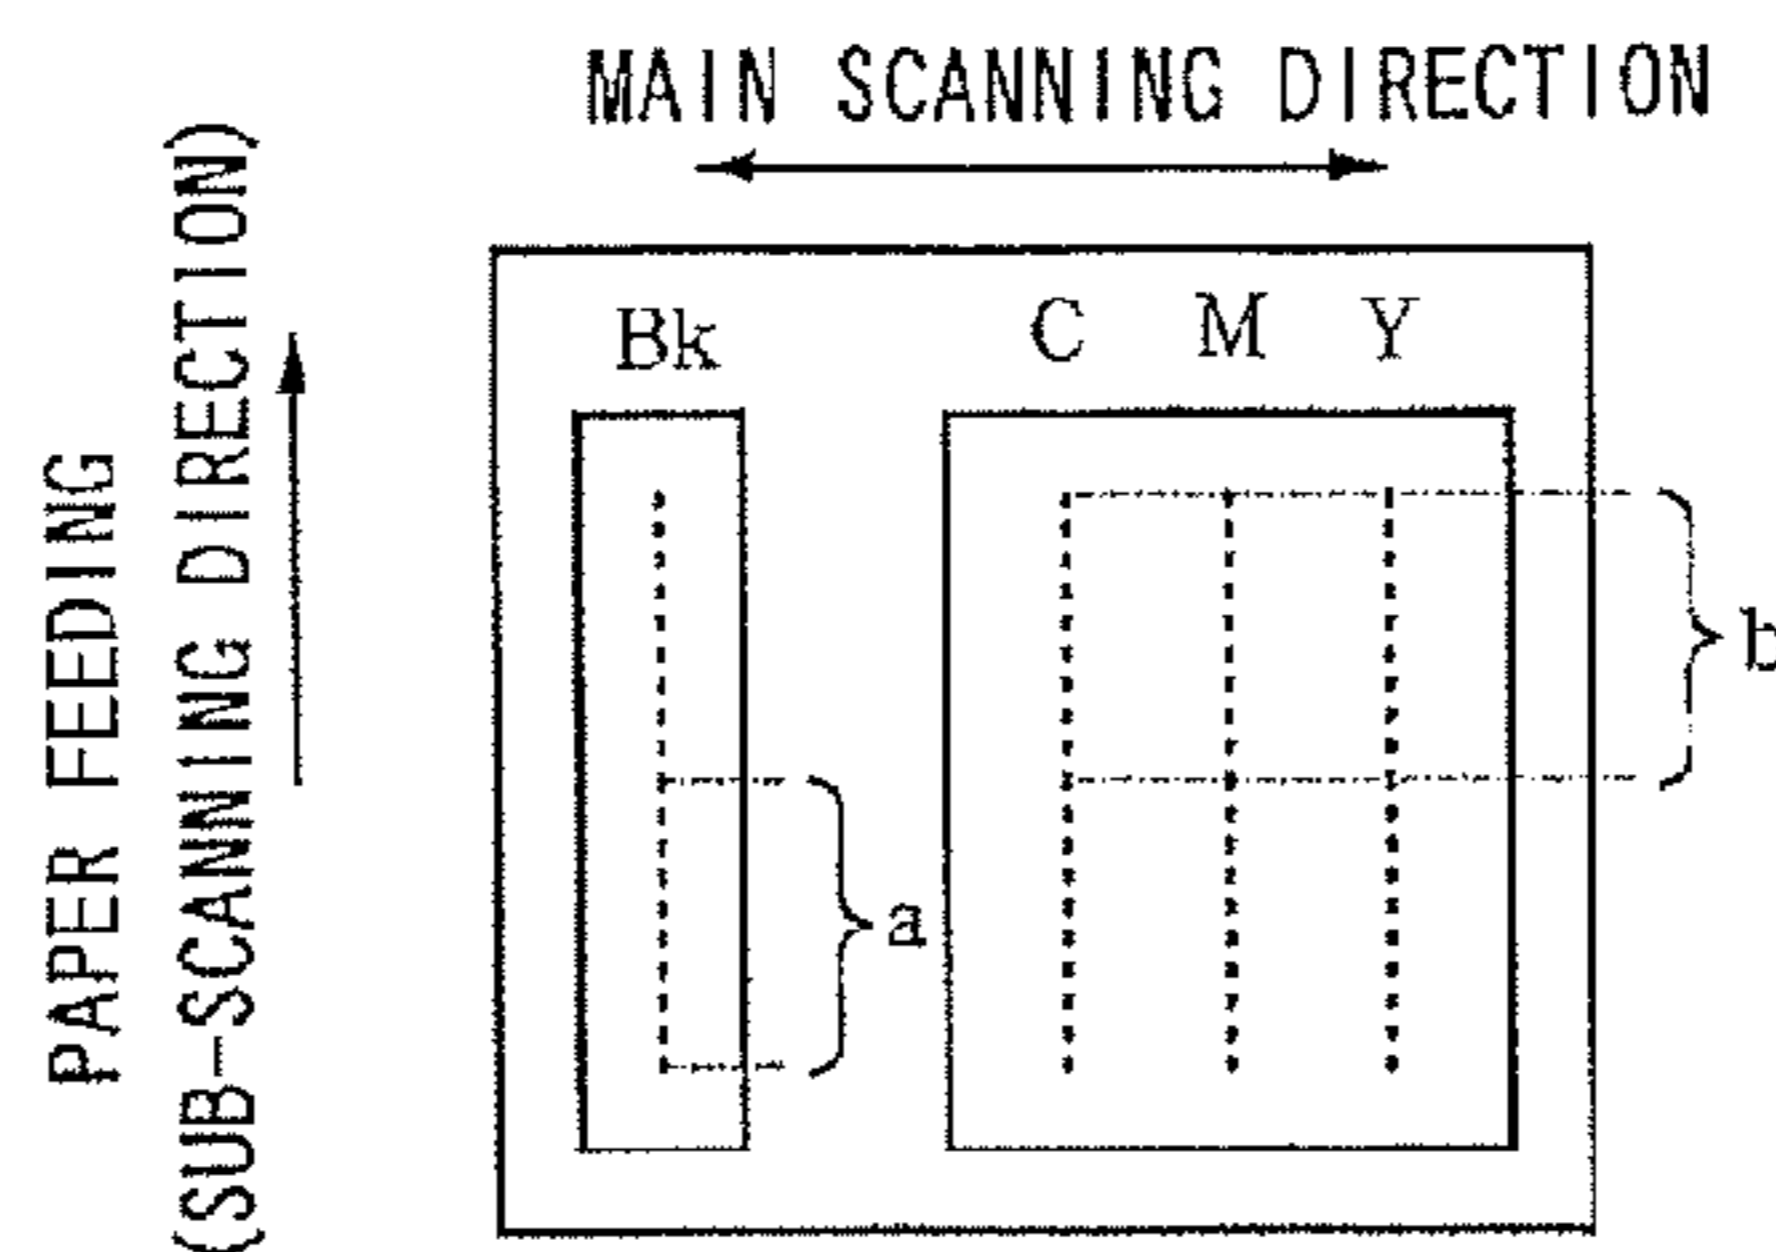 MAIN SCANNING DIRECTION
PAPER FEEDING
(SUB-SCANNING DIRECTION)
Bk C M Y
a
b